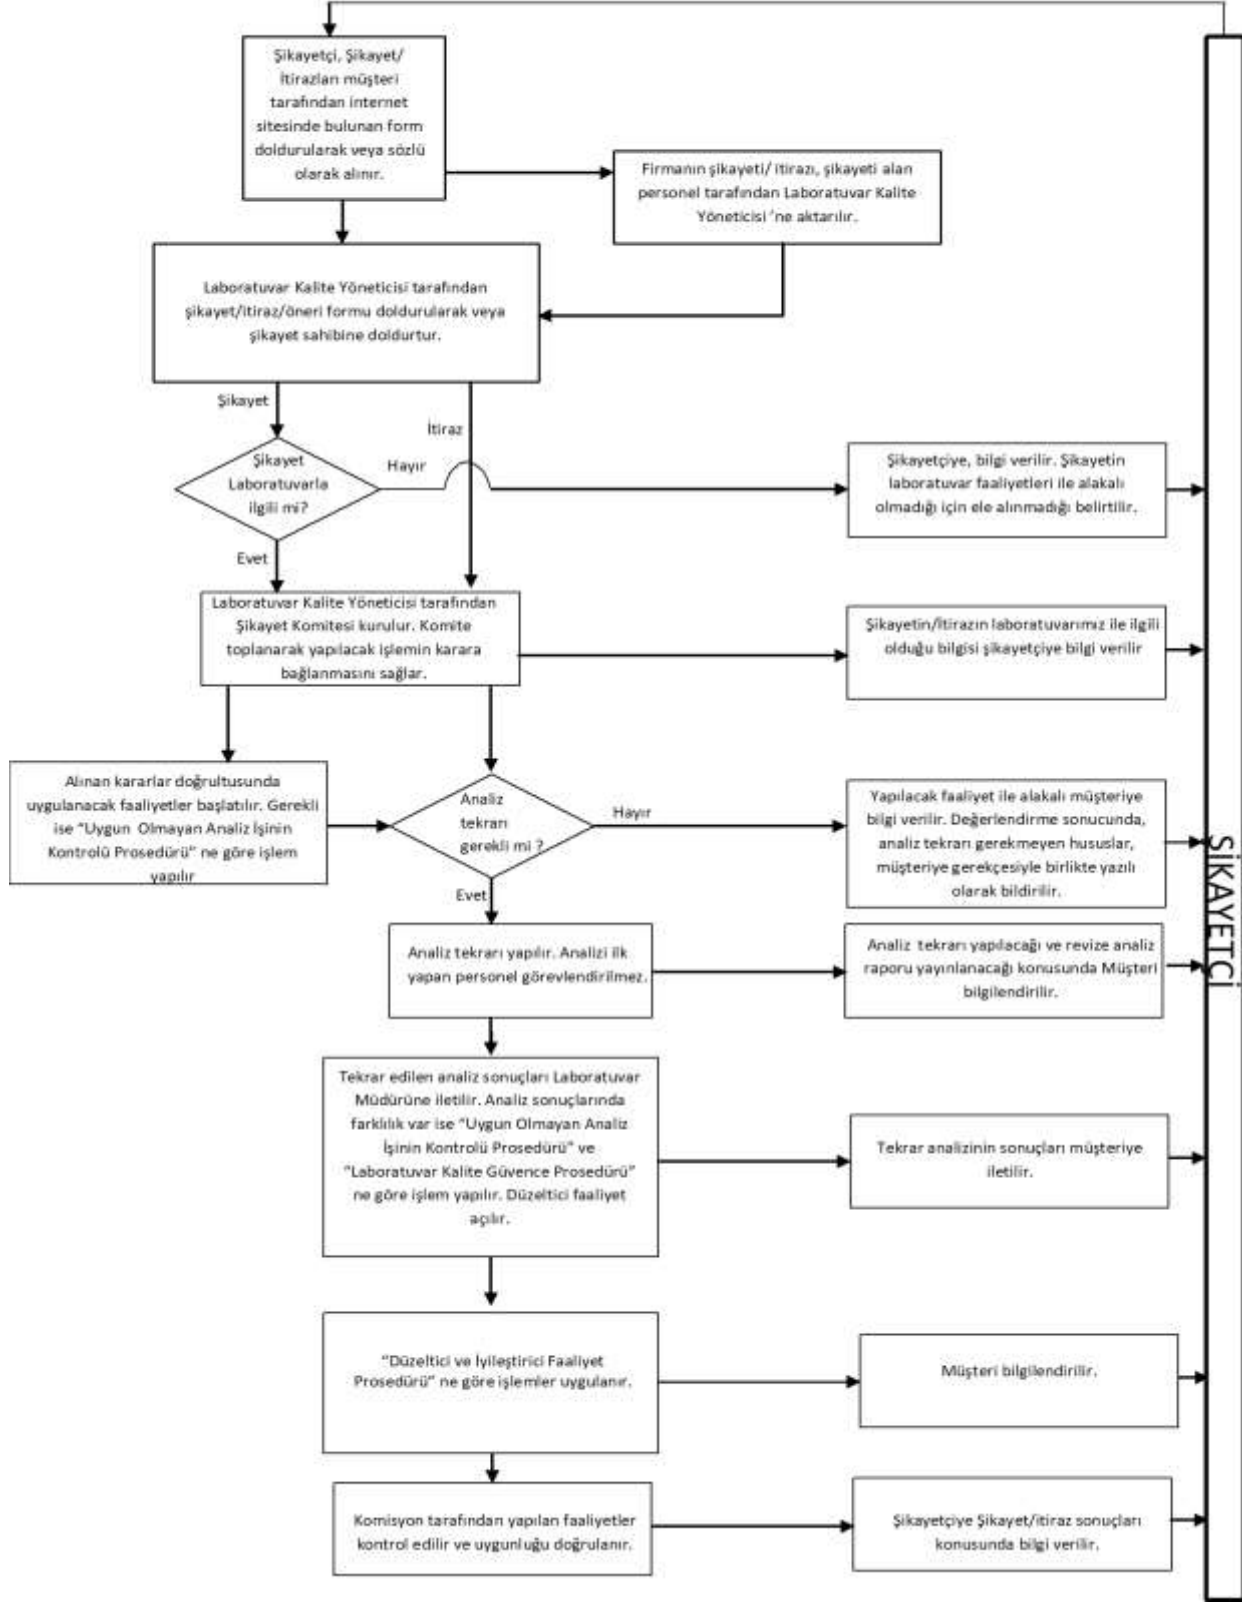 Şikayetçi, Şikayet/
İtirazları müşteri
tarafından internet
sitesinde bulunan form
doldurularak veya sözlü
olarak alınır.
Firmanın şikayeti/ itirazı, şikayeti alan
personel tarafından Laboratuvar Kalite
Yöneticisi 'ne aktarılır.
Laboratuvar Kalite Yöneticisi tarafından
şikayet/itiraz/öneri formu doldurularak veya
şikayet sahibine doldurtur.
Şikayet
İtiraz
Şikayet
Laboratuvarla
ilgili mi?
Hayır
Şikayetçiye, bilgi verilir. Şikayetin
laboratuvar faaliyetleri ile alakalı
olmadığı için ele alınmadığı belirtilir.
Evet
Laboratuvar Kalite Yöneticisi tarafından
Şikayet Komitesi kurulur. Komite
toplanarak yapılacak işlemin karara
bağlanmasını sağlar.
Şikayetin/İtirazın laboratuvarımız ile ilgili
olduğu bilgisi şikayetçiye bilgi verilir
Alınan kararlar doğrultusunda
uygulanacak faaliyetler başlatılır. Gerekli
ise "Uygun Olmayan Analiz İşinin
Kontrolü Prosedürü" ne göre işlem
yapılır
Analiz
tekrarı
gerekli mi ?
Hayır
Yapılacak faaliyet ile alakalı müşteriye
bilgi verilir. Değerlendirme sonucunda,
analiz tekrarı gerekmeyen hususlar,
müşteriye gerekçesiyle birlikte yazılı
olarak bildirilir.
Evet
Analiz tekrarı yapılır. Analizi ilk
yapan personel görevlendirilmez.
Analiz tekrarı yapılacağı ve revize analiz
raporu yayınlanacağı konusunda Müşteri
bilgilendirilir.
Tekrar edilen analiz sonuçları Laboratuvar
Müdürüne iletilir. Analiz sonuçlarında
farklılık var ise "Uygun Olmayan Analiz
İşinin Kontrolü Prosedürü" ve
"Laboratuvar Kalite Güvence Prosedürü"
ne göre işlem yapılır. Düzeltici faaliyet
açılır.
Tekrar analizinin sonuçları müşteriye
iletilir.
"Düzeltici ve İyileştirici Faaliyet
Prosedürü" ne göre işlemler uygulanır.
Müşteri bilgilendirilir.
Komisyon tarafından yapılan faaliyetler
kontrol edilir ve uygunluğu doğrulanır.
Şikayetçiye Şikayet/itiraz sonuçları
konusunda bilgi verilir.
ŞİKAYETÇİ